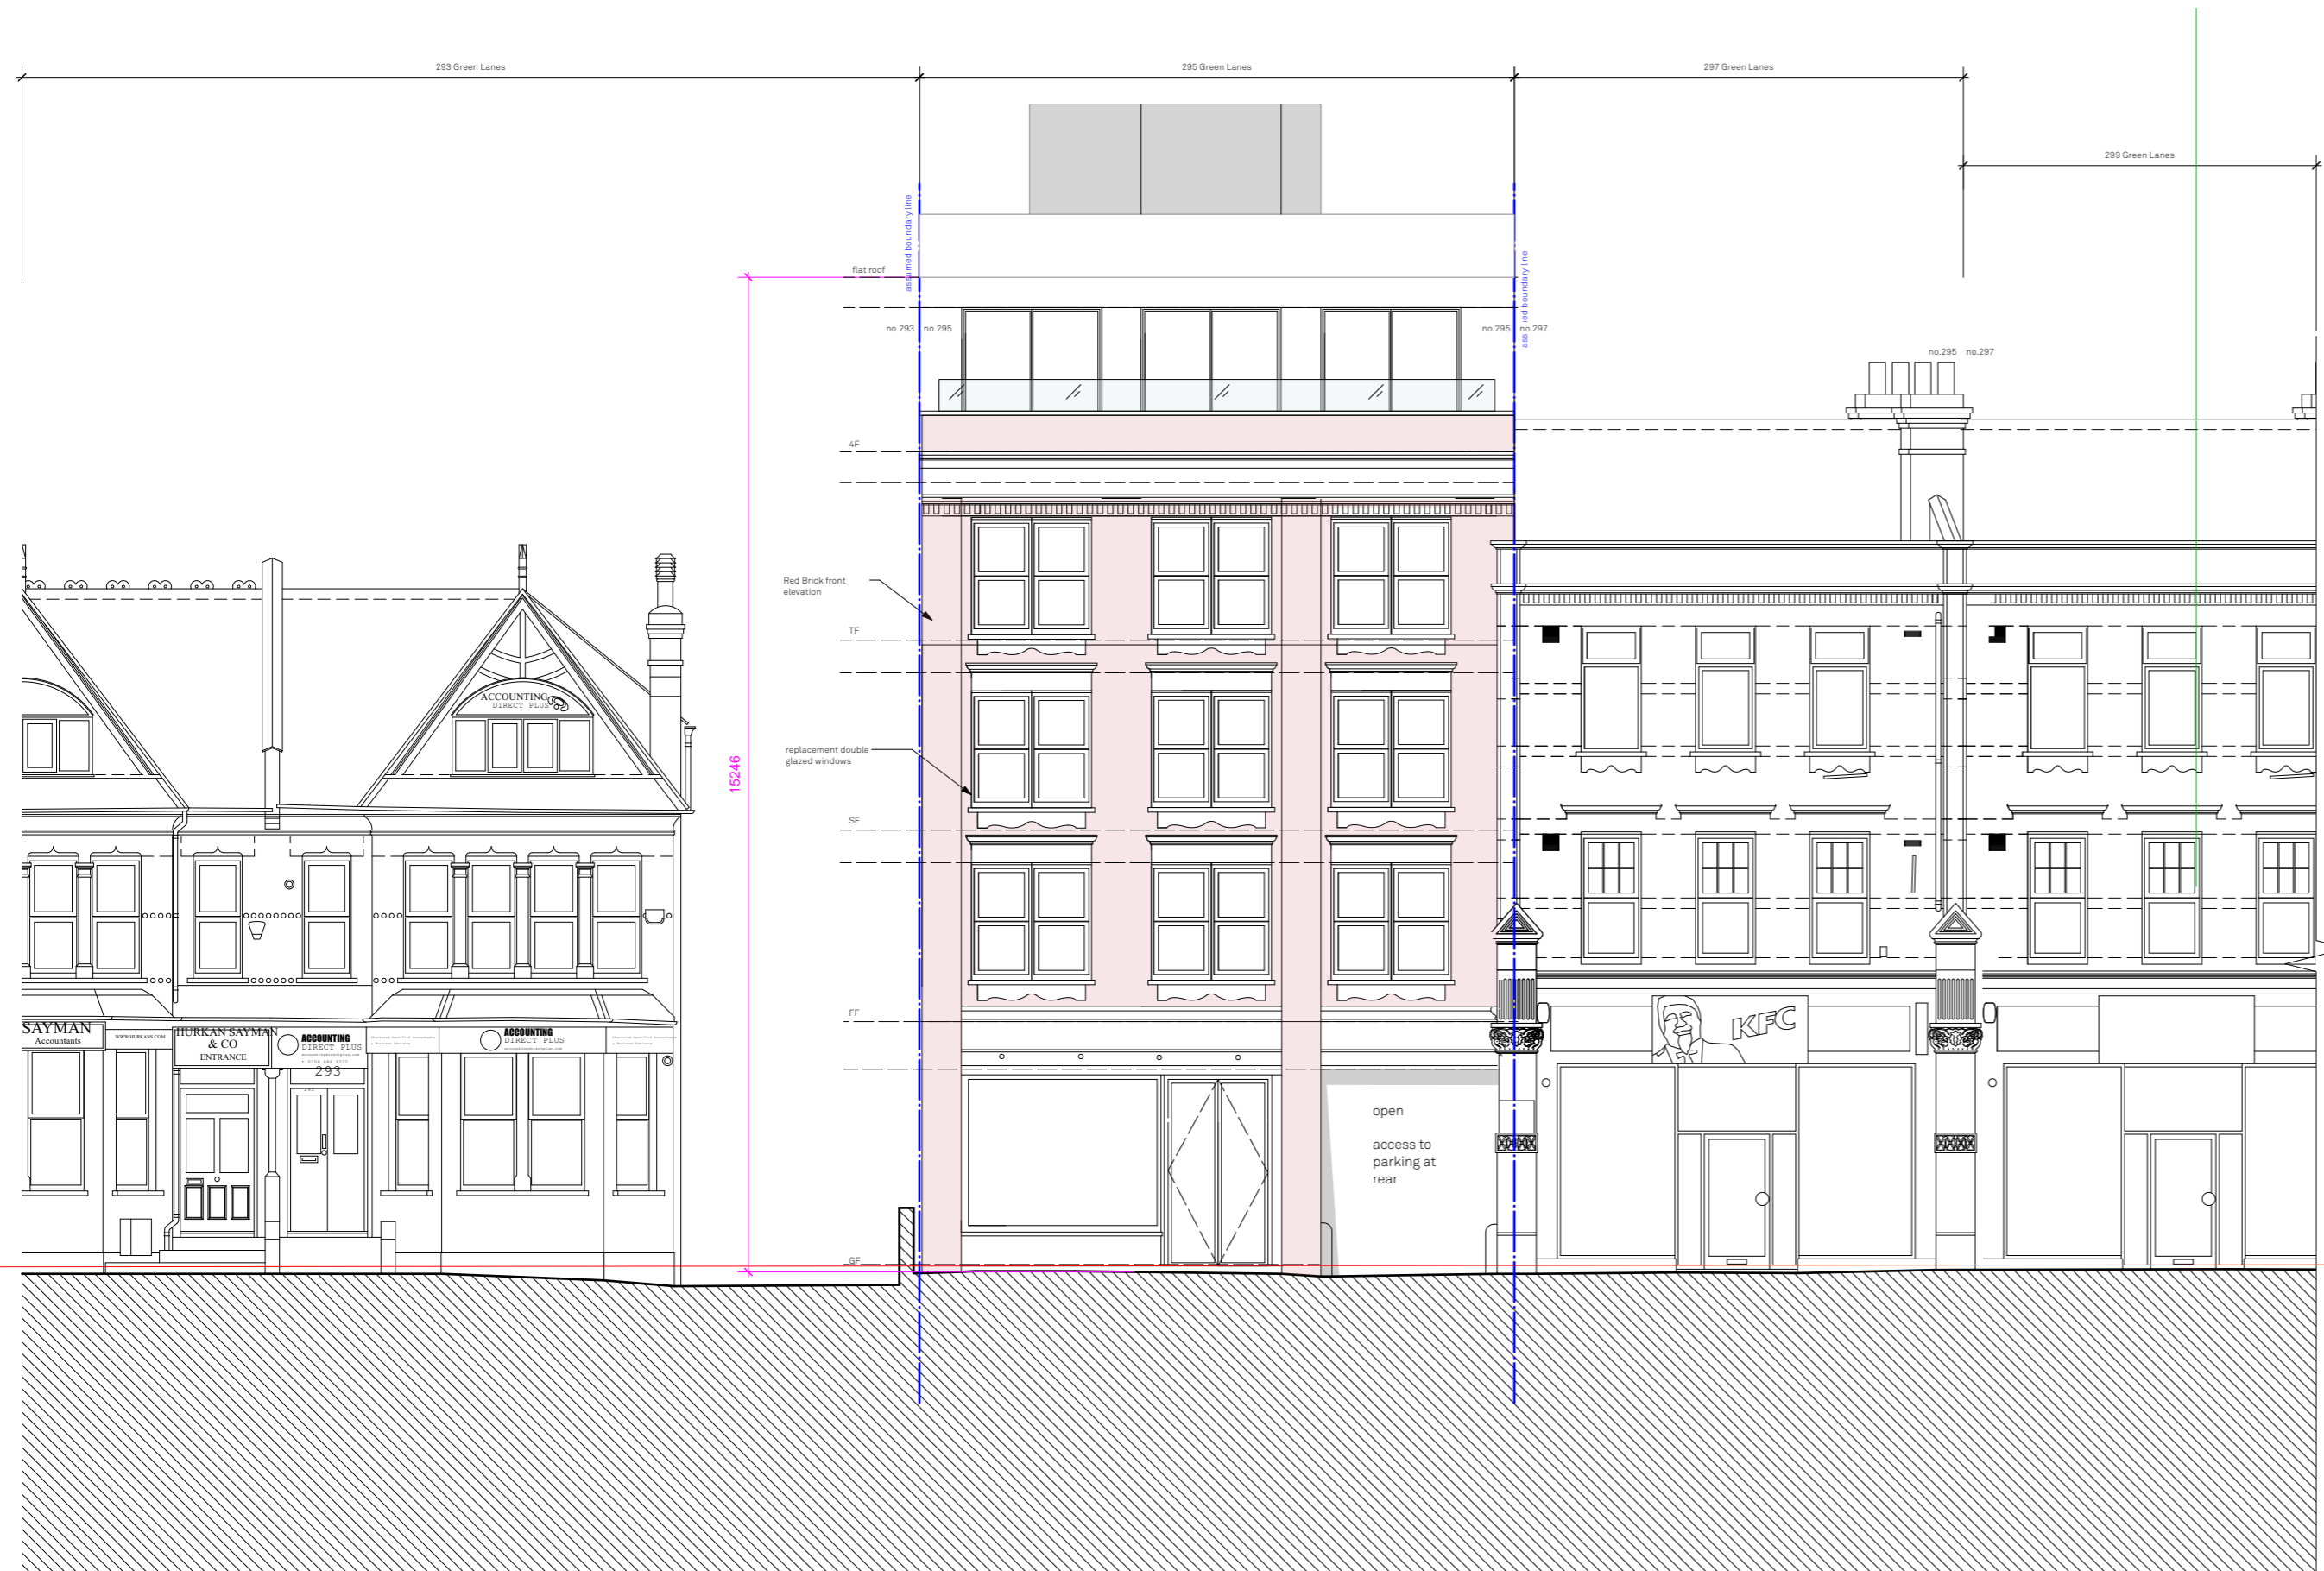 293 Green Lanes
295 Green Lanes
297 Green Lanes
299 Green Lanes
assumed boundary line
flat roof
no.293
no.295
no.295
no.297
no.295
no.297
4F
Red Brick front
elevation
TF
replacement double
glazed windows
15246
SF
FF
GF
ACCOUNTING
DIRECT PLUS
SAYMAN
Accountants
WWW.HURKANS.COM
HURKAN SAYMAN
& CO
ENTRANCE
ACCOUNTING
DIRECT PLUS
293
ACCOUNTING
DIRECT PLUS
KFC
open
access to
parking at
rear